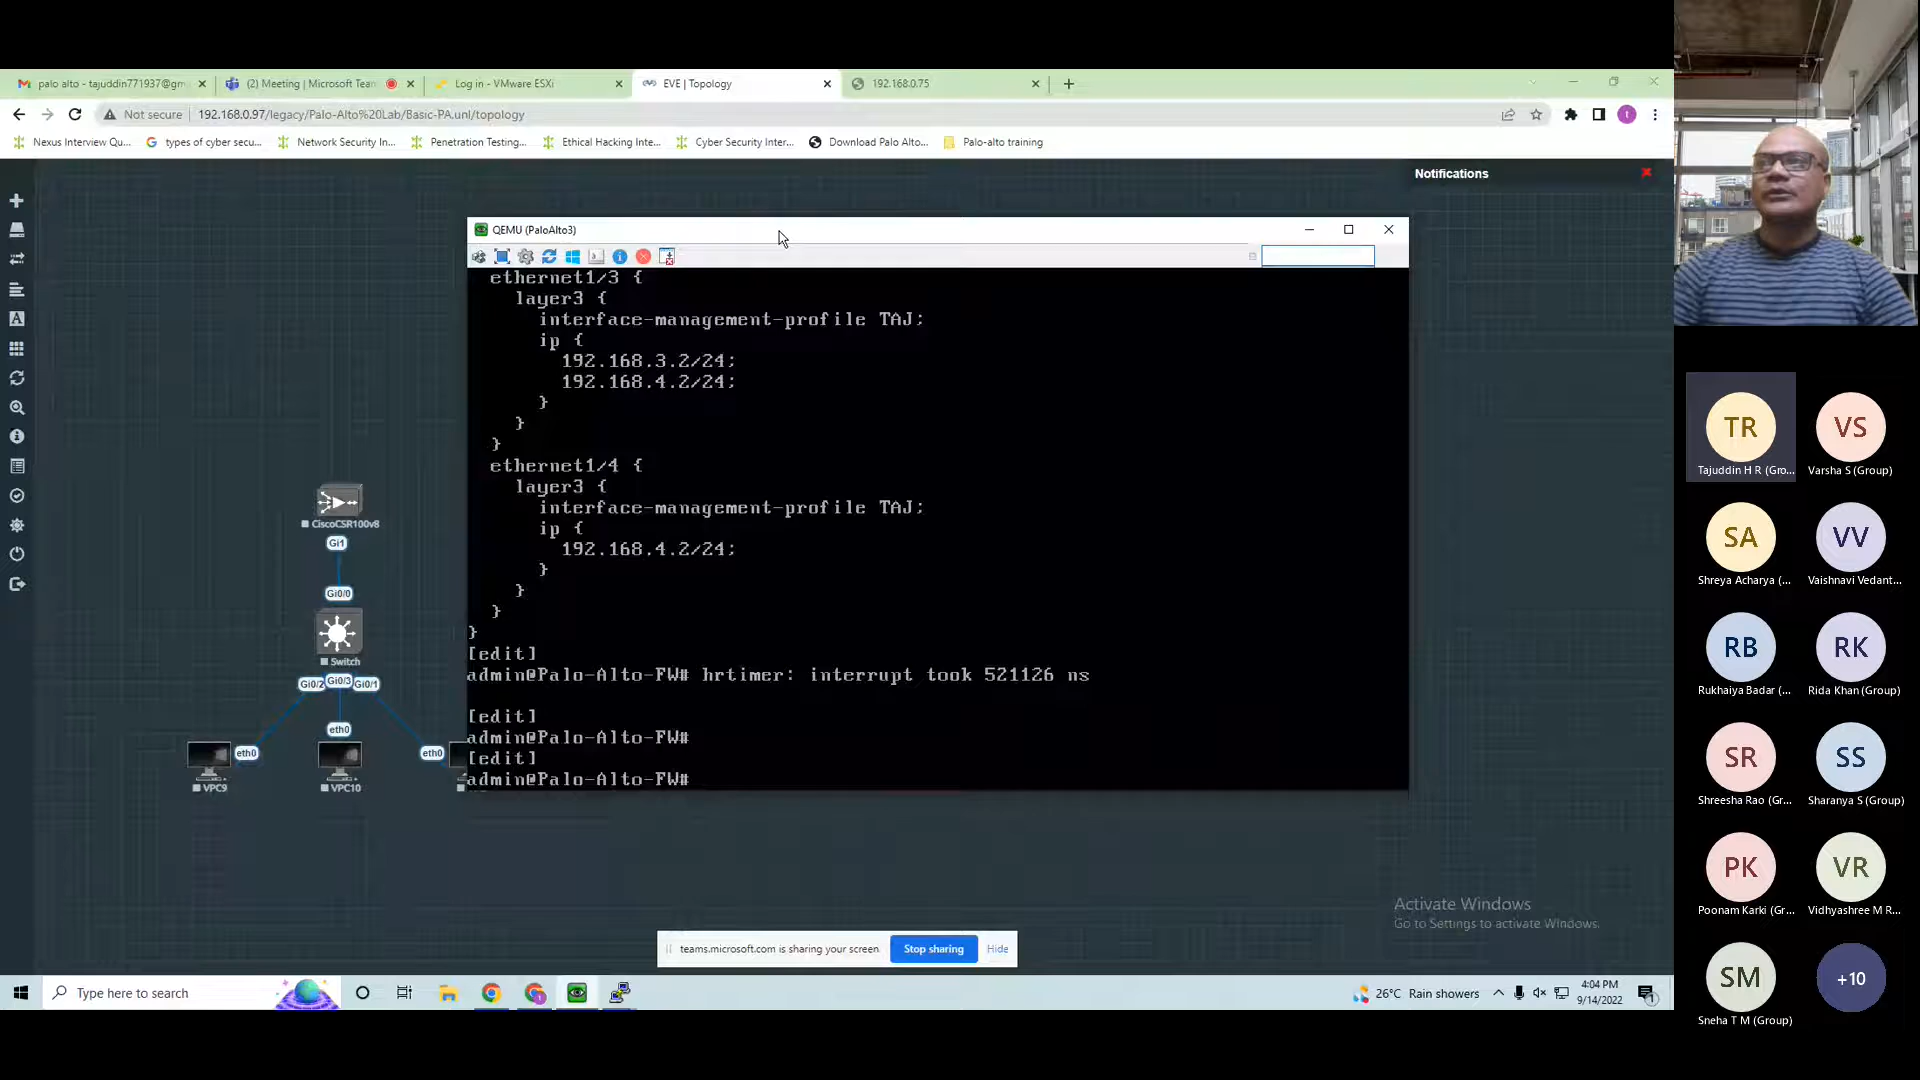 palo alto - tajuddin771937@gm
(2) Meeting | Microsoft Team
Log in - VMware ESXi
EVE | Topology
192.168.0.75
Not secure
192.168.0.97/legacy/Palo-Alto%20Lab/Basic-PA.unl/topology
t
Nexus Interview Qu...
types of cyber secu...
Network Security In...
Penetration Testing...
Ethical Hacking Inte...
Cyber Security Inter...
Download Palo Alto...
Palo-alto training
Notifications
QEMU (PaloAlto3)
ethernet1/3 {
layer3 {
interface-management-profile TAJ;
ip {
192.168.3.2/24;
192.168.4.2/24;
}
}
}
ethernet1/4 {
layer3 {
interface-management-profile TAJ;
ip {
192.168.4.2/24;
}
}
}
}
[edit]
admin@Palo-Alto-FW# hrtimer: interrupt took 521126 ns
[edit]
admin@Palo-Alto-FW#
[edit]
admin@Palo-Alto-FW#
CiscoCSR100v8
Gi1
Gi0/0
Switch
Gi0/2
Gi0/3
Gi0/1
eth0
eth0
eth0
VPC9
VPC10
Activate Windows
Go to Settings to activate Windows.
teams.microsoft.com is sharing your screen.
Stop sharing
Hide
Type here to search
26°C Rain showers
4:04 PM
9/14/2022
1
TR
Tajuddin H R (Gro...
VS
Varsha S (Group)
SA
Shreya Acharya (...
VV
Vaishnavi Vedant...
RB
Rukhaiya Badar (...
RK
Rida Khan (Group)
SR
Shreesha Rao (Gr...
SS
Sharanya S (Group)
PK
Poonam Karki (Gr...
VR
Vidhyashree M R...
SM
Sneha T M (Group)
+10